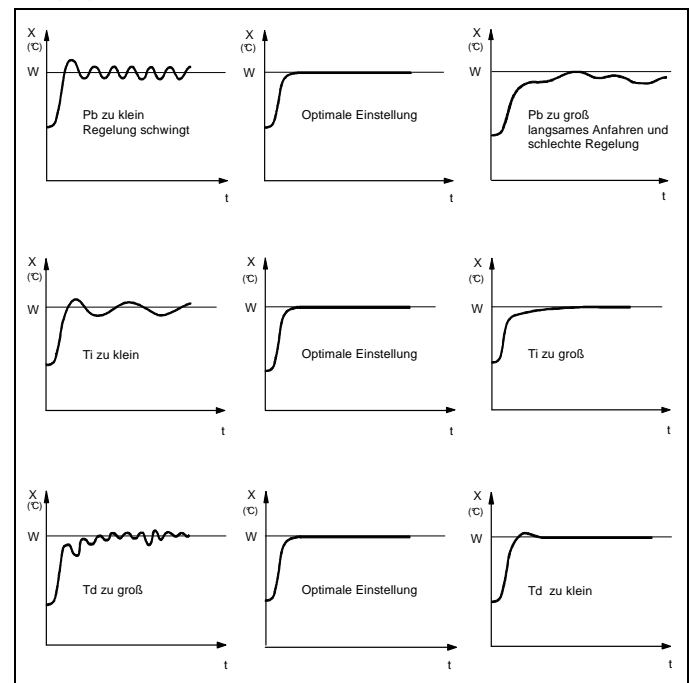 X
(°C)
W
Pb zu klein
Regelung schwingt
t
X
(°C)
W
Optimale Einstellung
t
X
(°C)
W
Pb zu groß
langsames Anfahren und
schlechte Regelung
t
X
(°C)
W
Ti zu klein
t
X
(°C)
W
Optimale Einstellung
t
X
(°C)
W
Ti zu groß
t
X
(°C)
W
Td zu groß
t
X
(°C)
W
Optimale Einstellung
t
X
(°C)
W
Td zu klein
t